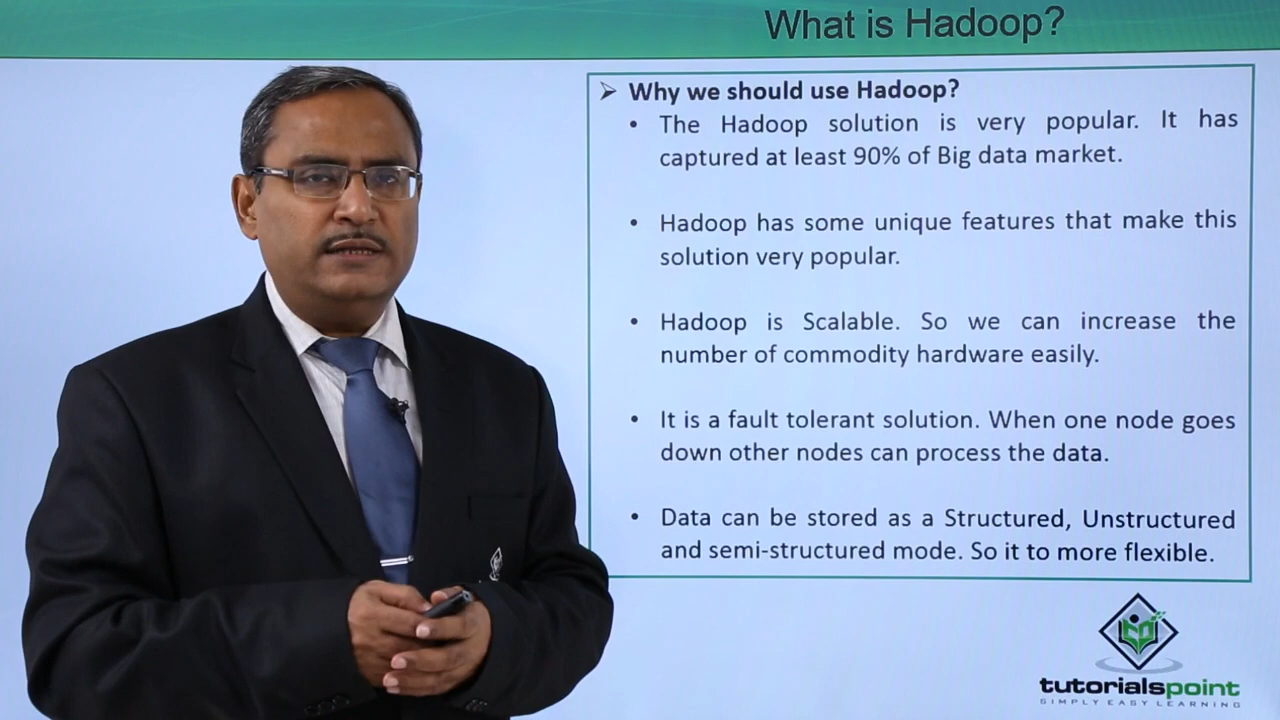 What is Hadoop?
➢ Why we should use Hadoop?
• The Hadoop solution is very popular. It has
captured at least 90% of Big data market.
• Hadoop has some unique features that make this
solution very popular.
• Hadoop is Scalable. So we can increase the
number of commodity hardware easily.
• It is a fault tolerant solution. When one node goes
down other nodes can process the data.
• Data can be stored as a Structured, Unstructured
and semi-structured mode. So it to more flexible.
tutorialspoint
SIMPLY EASY LEARNING